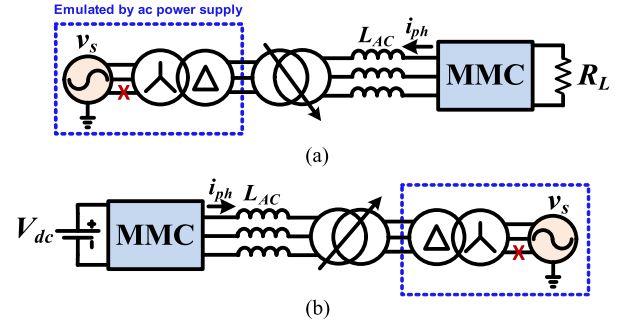 Emulated by ac power supply
v_s
X
L_AC
i_ph
MMC
R_L
(a)
V_dc
+
-
MMC
i_ph
L_AC
v_s
X
(b)